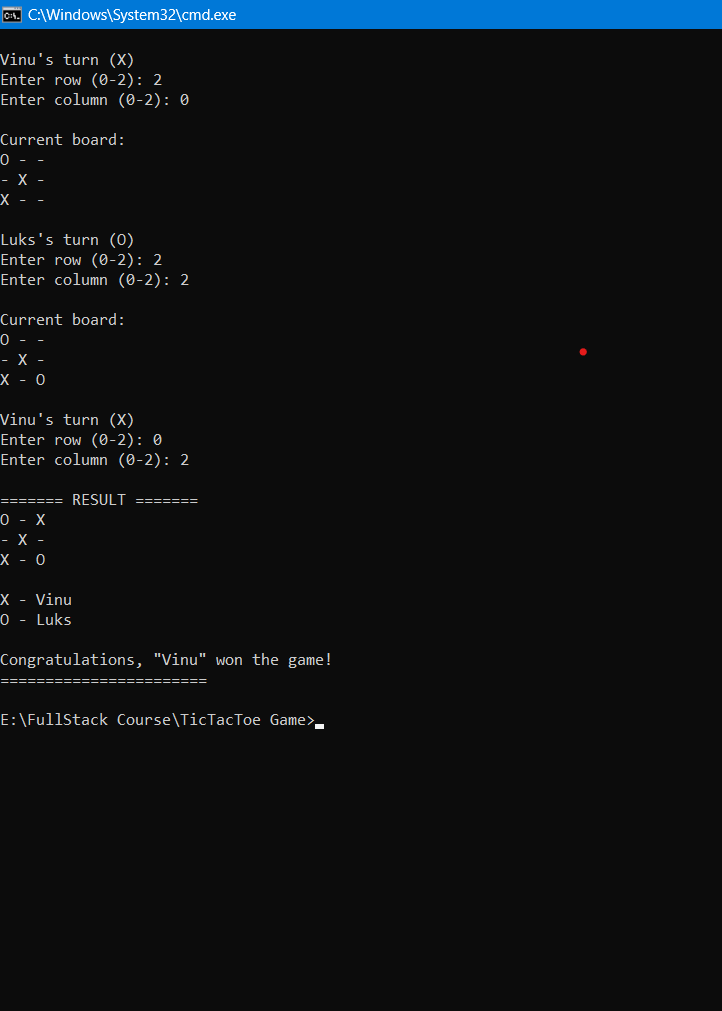 C:\Windows\System32\cmd.exe
Vinu's turn (X)
Enter row (0-2): 2
Enter column (0-2): 0
Current board:
O - -
- X -
X - -
Luks's turn (O)
Enter row (0-2): 2
Enter column (0-2): 2
Current board:
O - -
- X -
X - O
Vinu's turn (X)
Enter row (0-2): 0
Enter column (0-2): 2
======= RESULT =======
O - X
- X -
X - O
X - Vinu
O - Luks
Congratulations, "Vinu" won the game!
=======================
E:\FullStack Course\TicTacToe Game>